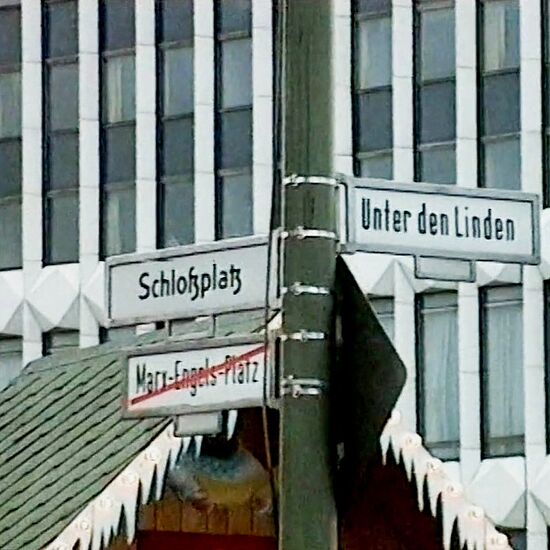 Unter den Linden
Schloßplatz
Marx-Engels-Platz